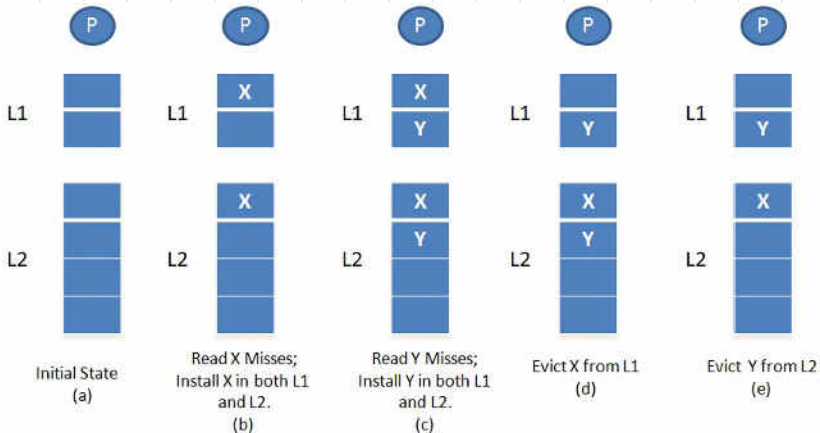 P P P P P
X X
L1 L1 L1 L1 L1
Y Y Y
X X X X
Y Y
L2 L2 L2 L2 L2
Initial State
(a)
Read X Misses;
Install X in both L1
and L2.
(b)
Read Y Misses;
Install Y in both L1
and L2.
(c)
Evict X from L1
(d)
Evict Y from L2
(e)